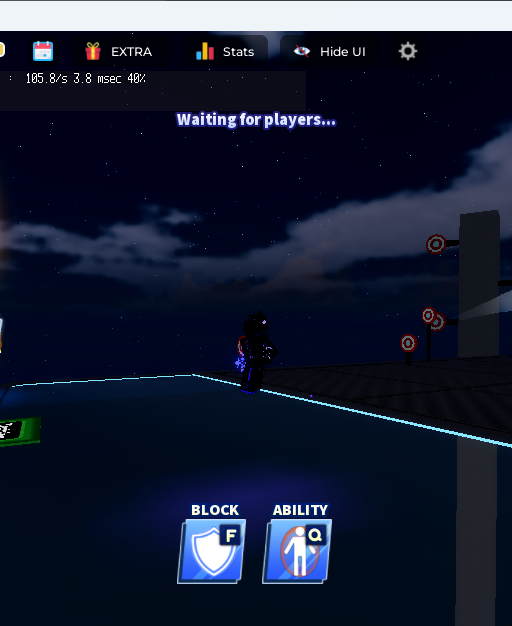 EXTRA Stats Hide UI
: 105.8/s 3.8 msec 40%
Waiting for players...
BLOCK ABILITY
F Q